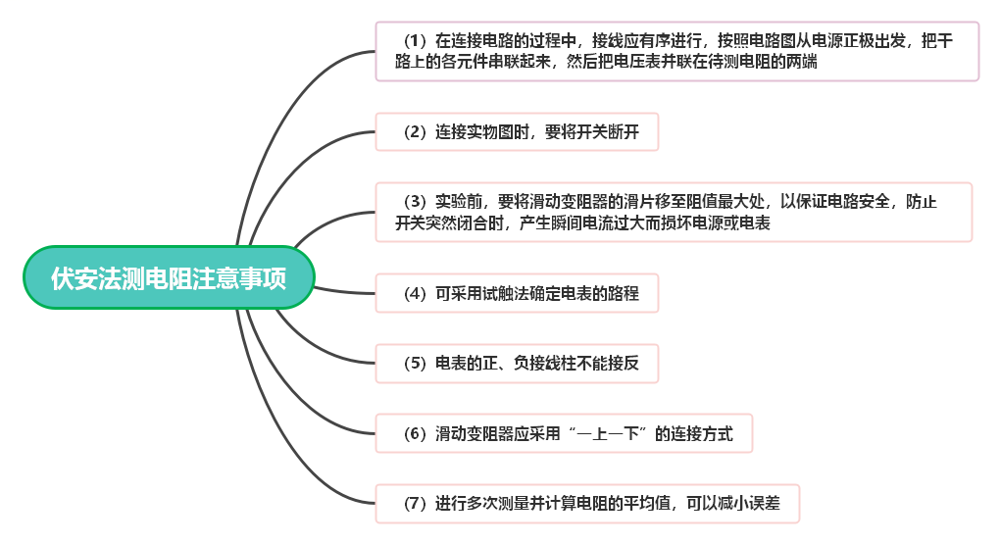 伏安法测电阻注意事项
（1）在连接电路的过程中，接线应有序进行，按照电路图从电源正极出发，把干
路上的各元件串联起来，然后把电压表并联在待测电阻的两端
（2）连接实物图时，要将开关断开
（3）实验前，要将滑动变阻器的滑片移至阻值最大处，以保证电路安全，防止
开关突然闭合时，产生瞬间电流过大而损坏电源或电表
（4）可采用试触法确定电表的路程
（5）电表的正、负接线柱不能接反
（6）滑动变阻器应采用“一上一下”的连接方式
（7）进行多次测量并计算电阻的平均值，可以减小误差